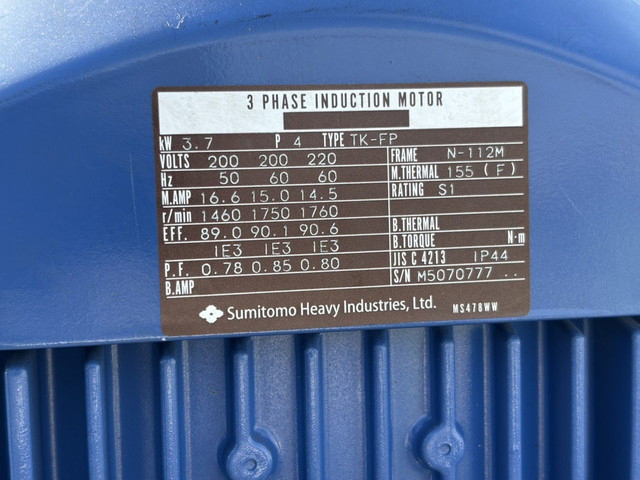 3 PHASE INDUCTION MOTOR
kW 3.7 P 4 TYPE TK-FP
VOLTS 200 200 220 FRAME N-112M
Hz 50 60 60 M.THERMAL 155 (F)
M.AMP 16.6 15.0 14.5 RATING S1
r/min 1460 1750 1760
EFF. 89.0 90.1 90.6 B.THERMAL
IE3 IE3 IE3 B.TORQUE N·m
P.F. 0.78 0.85 0.80 JIS C 4213 IP44
B.AMP S/N M5070777 ..
Sumitomo Heavy Industries, Ltd. MS478WW